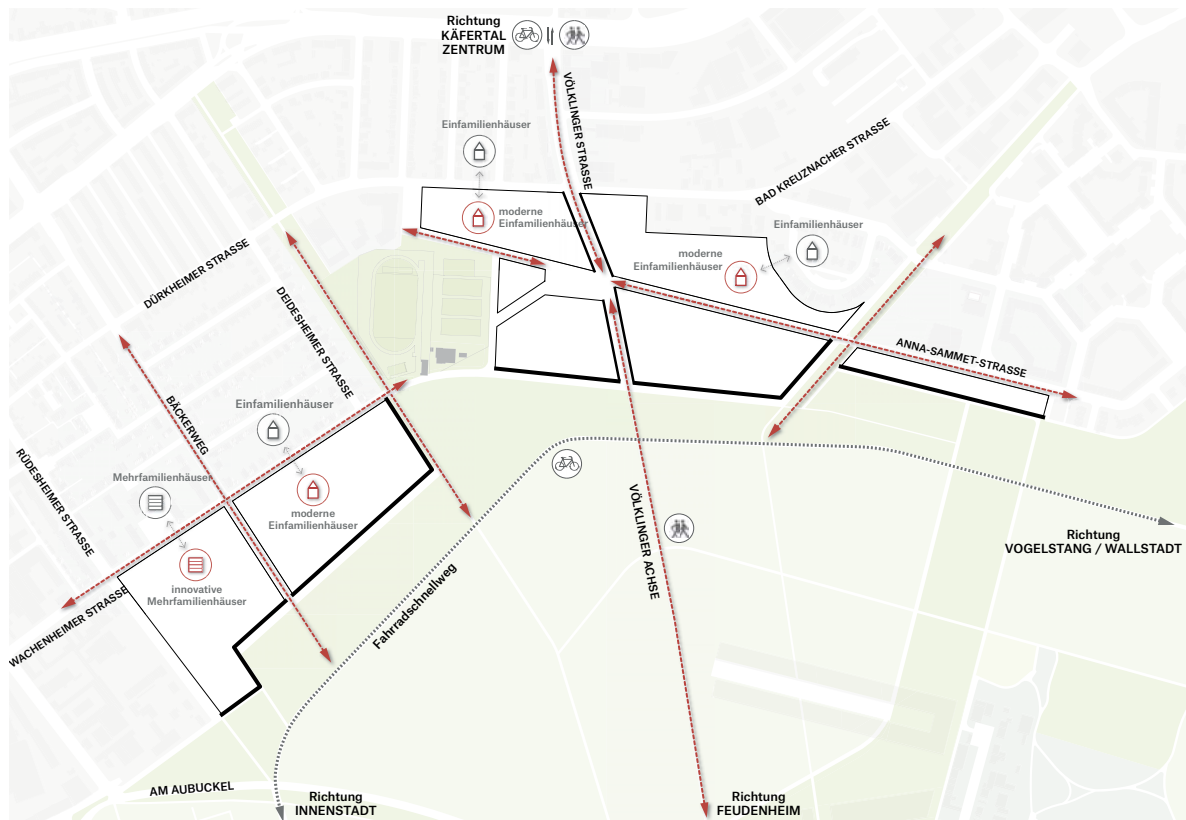 Richtung
KÄFERTAL
ZENTRUM
VÖLKLINGER STRASSE
Einfamilienhäuser
BAD KREUZNACHER STRASSE
moderne
Einfamilienhäuser
Einfamilienhäuser
moderne
Einfamilienhäuser
DÜRKHEIMER STRASSE
DEIDESHEIMER STRASSE
ANNA-SAMMET-STRASSE
BÄCKERWEG
Einfamilienhäuser
RÜDESHEIMER STRASSE
Mehrfamilienhäuser
moderne
Einfamilienhäuser
VÖLKLINGER ACHSE
Richtung
VOGELSTANG / WALLSTADT
innovative
Mehrfamilienhäuser
Fahrradschnellweg
WACHENHEIMER STRASSE
AM AUBUCKEL
Richtung
INNENSTADT
Richtung
FEUDENHEIM